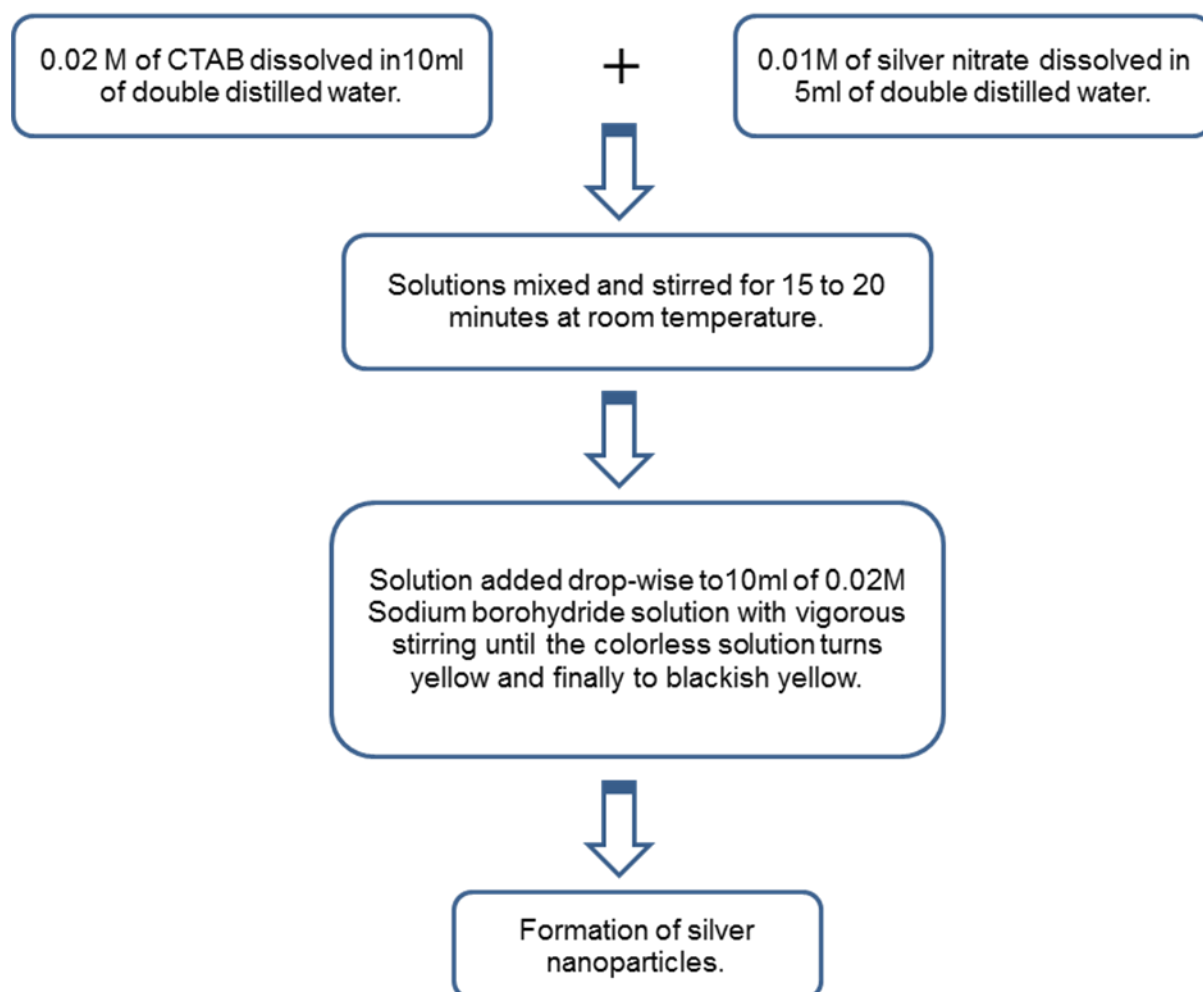 0.02 M of CTAB dissolved in10ml
of double distilled water.
+
0.01M of silver nitrate dissolved in
5ml of double distilled water.
Solutions mixed and stirred for 15 to 20
minutes at room temperature.
Solution added drop-wise to10ml of 0.02M
Sodium borohydride solution with vigorous
stirring until the colorless solution turns
yellow and finally to blackish yellow.
Formation of silver
nanoparticles.